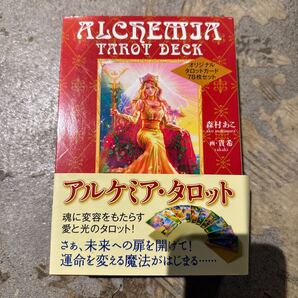 ALCHEMIA
TAROT DECK
オリジナル
タロットカード
78枚セット
森村あこ
ako morimura
画・貴希
takaki
アルケミア・タロット
魂に変容をもたらす
愛と光のタロット!
さぁ、未来への扉を開けて!
運命を変える魔法がはじまる……